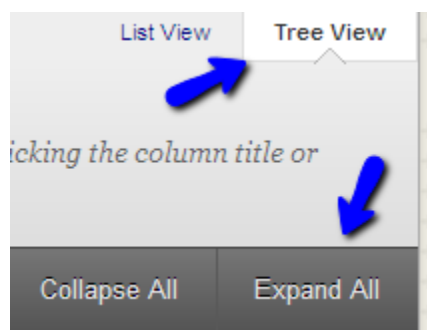 List View Tree View
icking the column title or
Collapse All Expand All